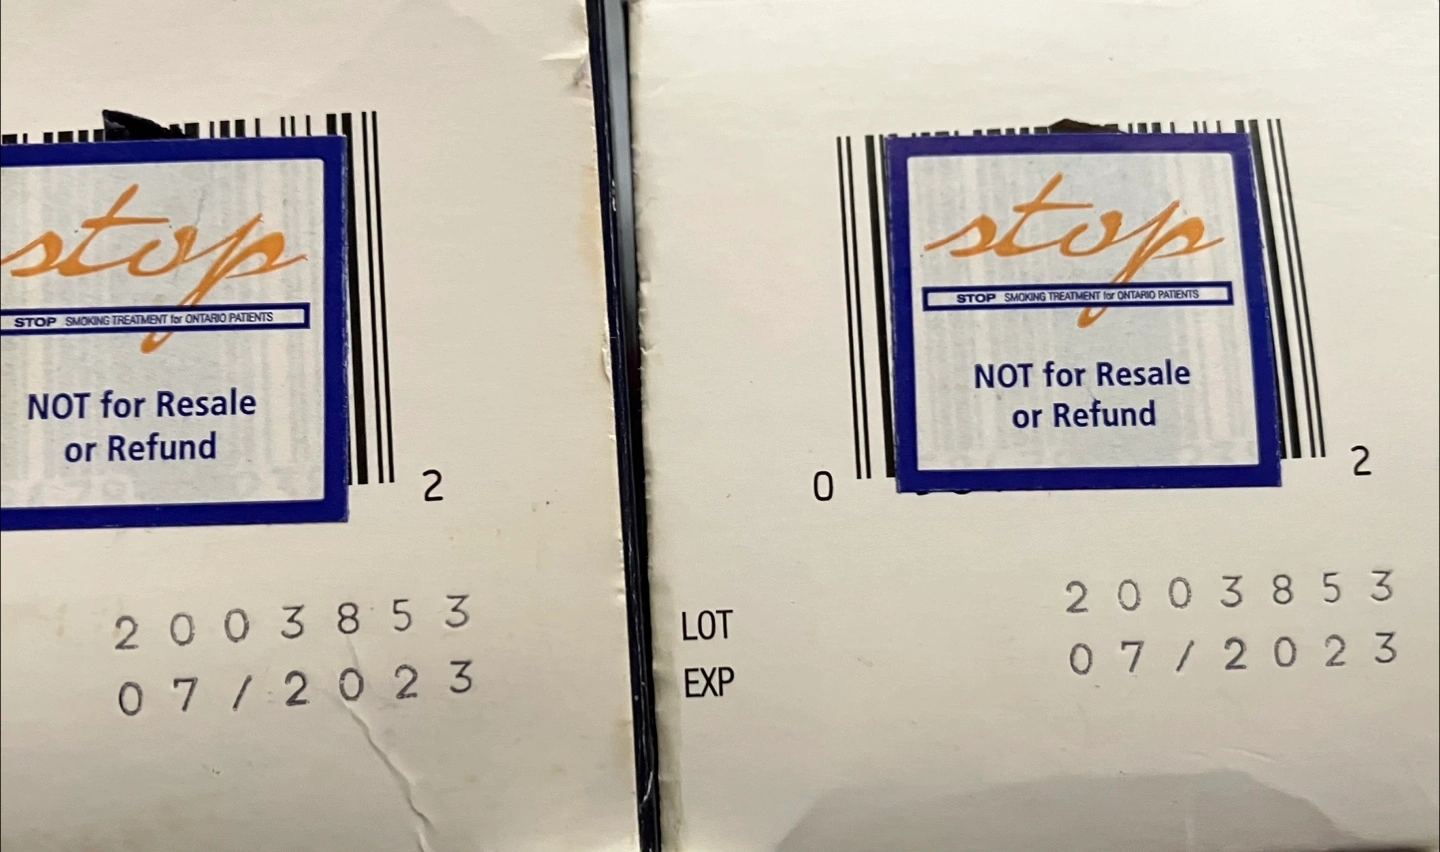 stop
STOP SMOKING TREATMENT for ONTARIO PATIENTS
NOT for Resale
or Refund
2
2003853
07/2023
stop
STOP SMOKING TREATMENT for ONTARIO PATIENTS
NOT for Resale
or Refund
0 2
LOT 2003853
EXP 07/2023